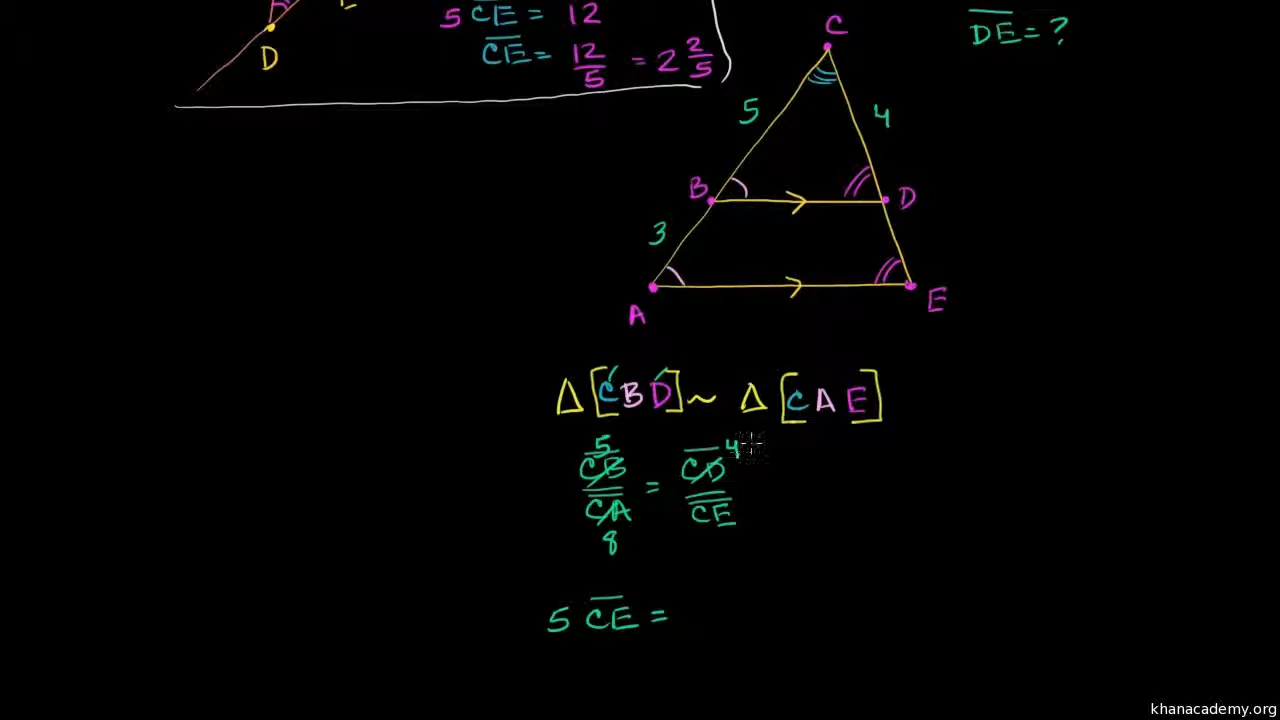 D
5 CE = 12
CE = 12/5 = 2 2/5
C
DE = ?
5
4
B
D
3
A
E
Δ[CBD] ~ Δ[CAE]
5 4
CB/CA = CD/CE
8
5 CE =
khanacademy.org